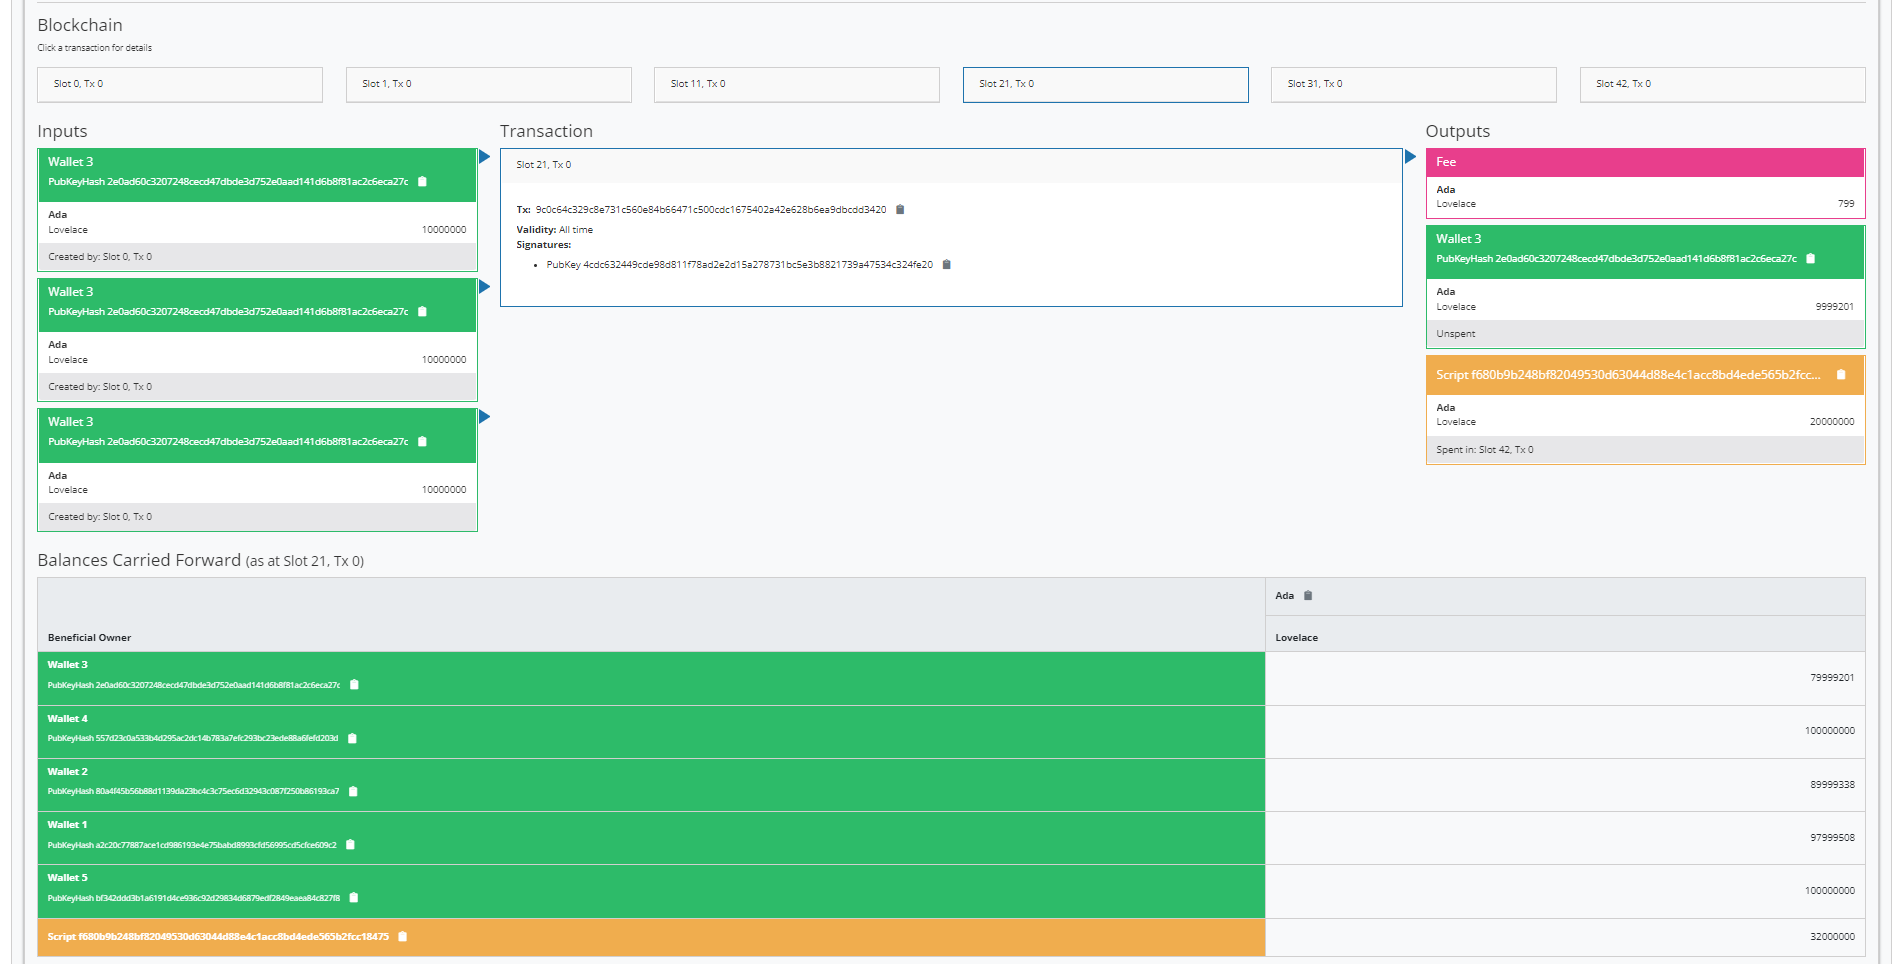 Blockchain
Click a transaction for details
Slot 0, Tx 0
Slot 1, Tx 0
Slot 11, Tx 0
Slot 21, Tx 0
Slot 31, Tx 0
Slot 42, Tx 0
Inputs
Wallet 3
PubKeyHash 2e0ad60c3207248cecd47dbde3d752e0aad141d6b8f81ac2c6eca27c
Ada
Lovelace 10000000
Created by: Slot 0, Tx 0
Wallet 3
PubKeyHash 2e0ad60c3207248cecd47dbde3d752e0aad141d6b8f81ac2c6eca27c
Ada
Lovelace 10000000
Created by: Slot 0, Tx 0
Wallet 3
PubKeyHash 2e0ad60c3207248cecd47dbde3d752e0aad141d6b8f81ac2c6eca27c
Ada
Lovelace 10000000
Created by: Slot 0, Tx 0
Transaction
Slot 21, Tx 0
Tx: 9c0c64c329c8e731c560e84b66471c500cdc1675402a42e628b6ea9dbcdd3420
Validity: All time
Signatures:
• PubKey 4cdc632449cde98d811f78ad2e2d15a278731bc5e3b8821739a47534c324fe20
Outputs
Fee
Ada
Lovelace 799
Wallet 3
PubKeyHash 2e0ad60c3207248cecd47dbde3d752e0aad141d6b8f81ac2c6eca27c
Ada
Lovelace 9999201
Unspent
Script f680b9b248bf82049530d63044d88e4c1acc8bd4ede565b2fcc...
Ada
Lovelace 20000000
Spent in: Slot 42, Tx 0
Balances Carried Forward (as at Slot 21, Tx 0)
Ada
Beneficial Owner Lovelace
Wallet 3
PubKeyHash 2e0ad60c3207248cecd47dbde3d752e0aad141d6b8f81ac2c6eca27c
79999201
Wallet 4
PubKeyHash 557d23c0a533b4d295ac2dc14b783a7efc293bc23ede88a6fefd203d
100000000
Wallet 2
PubKeyHash 80a4f45b56b88d1139da23bc4c3c75ec6d32943c087f250b86193ca7
89999338
Wallet 1
PubKeyHash a2c20c77887ace1cd986193e4e75babd8993cfd56995cd5cfce609c2
97999508
Wallet 5
PubKeyHash bf342ddd3b1a6191d4ce936c92d29834d6879edf2849eaea84c827f8
100000000
Script f680b9b248bf82049530d63044d88e4c1acc8bd4ede565b2fcc18475
32000000